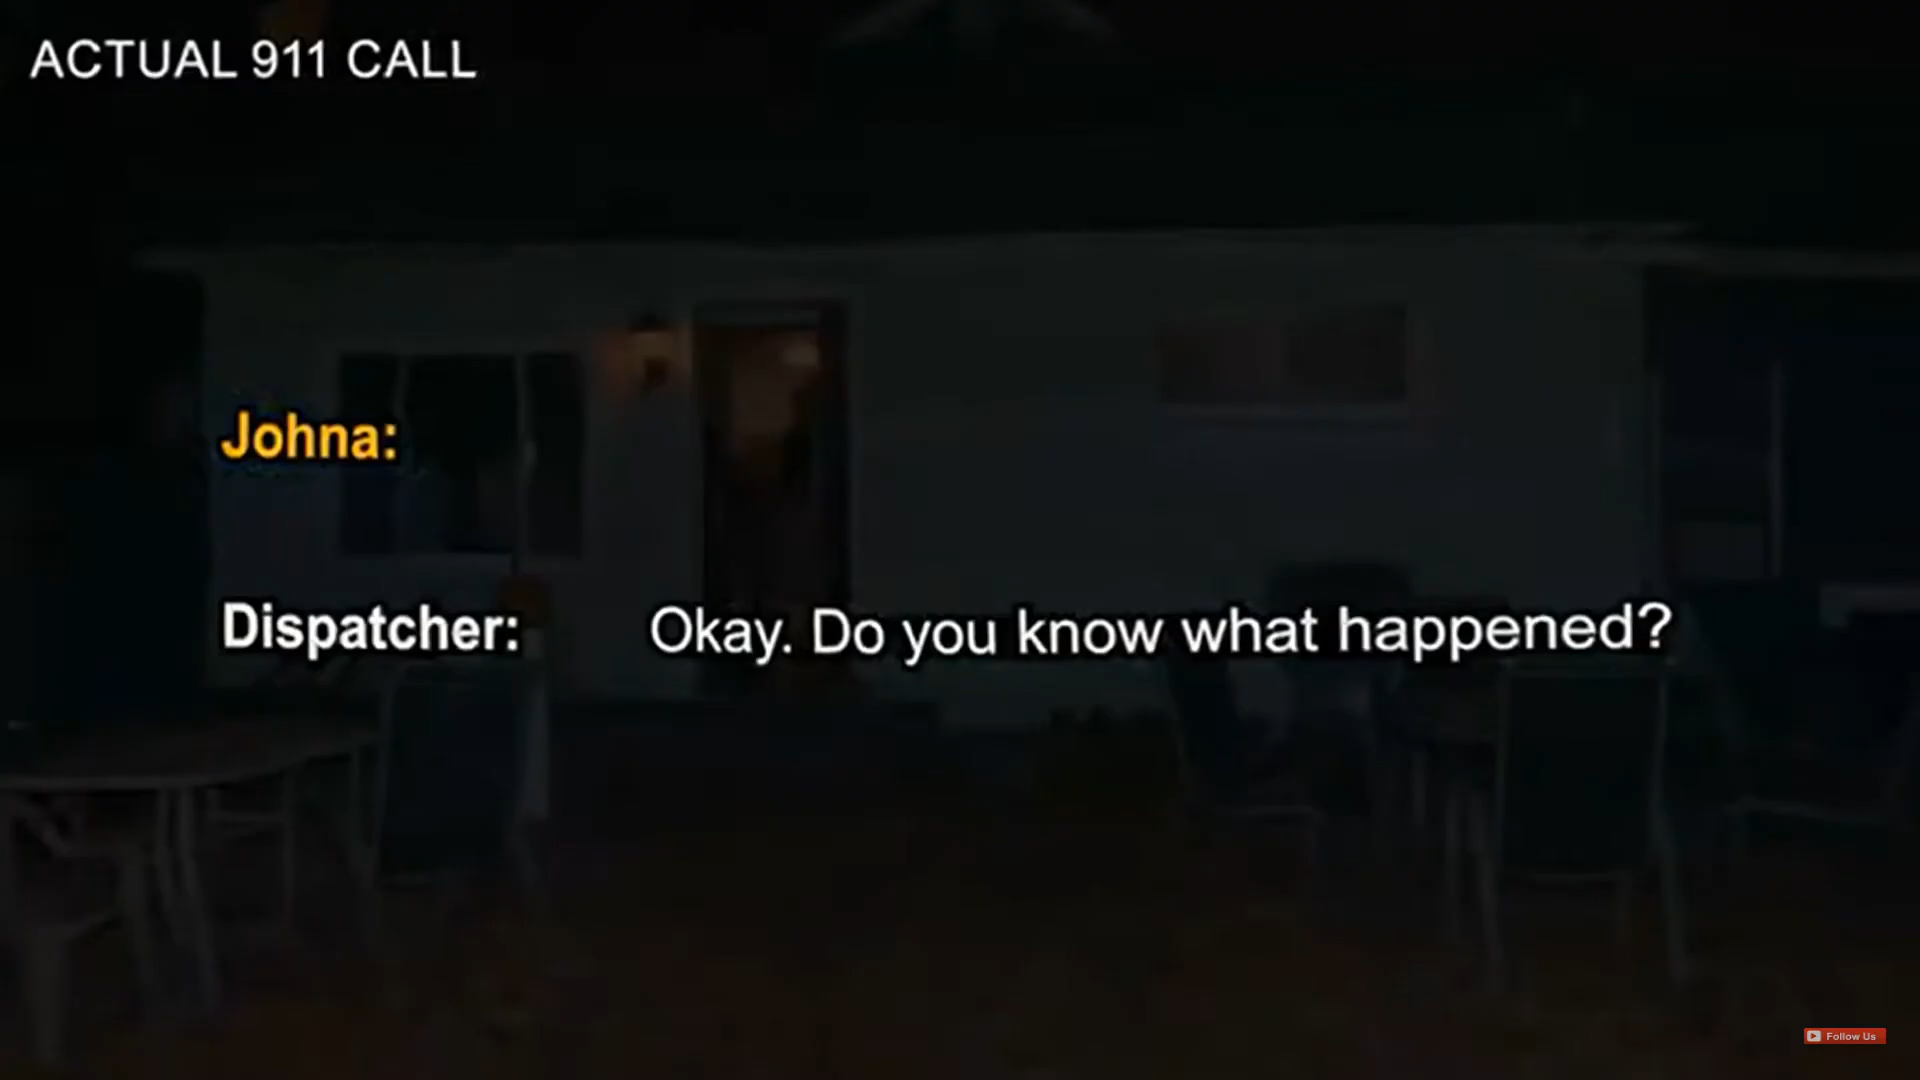 ACTUAL 911 CALL
Johna:
Dispatcher: Okay. Do you know what happened?
Follow Us